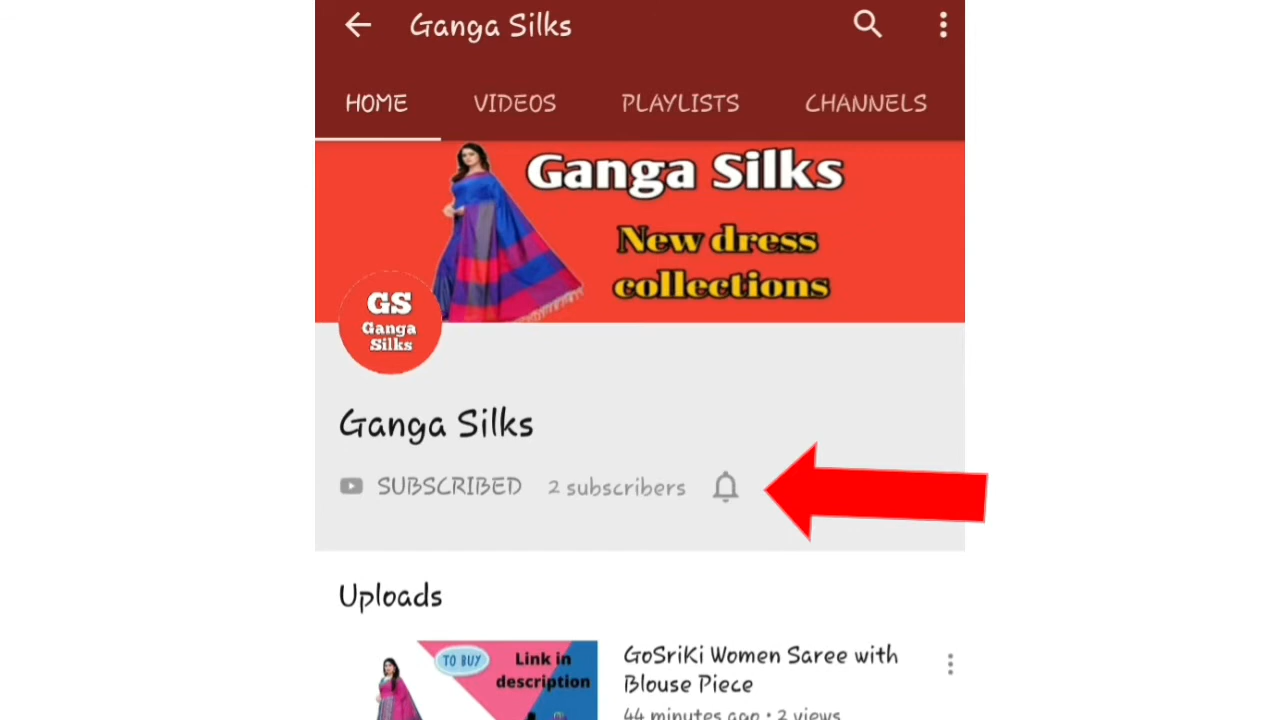 Ganga Silks
HOME VIDEOS PLAYLISTS CHANNELS
Ganga Silks
New dress
collections
GS
Ganga
Silks
Ganga Silks
SUBSCRIBED 2 subscribers
Uploads
TO BUY
Link in
description
GoSriKi Women Saree with
Blouse Piece
44 minutes ago • 2 views